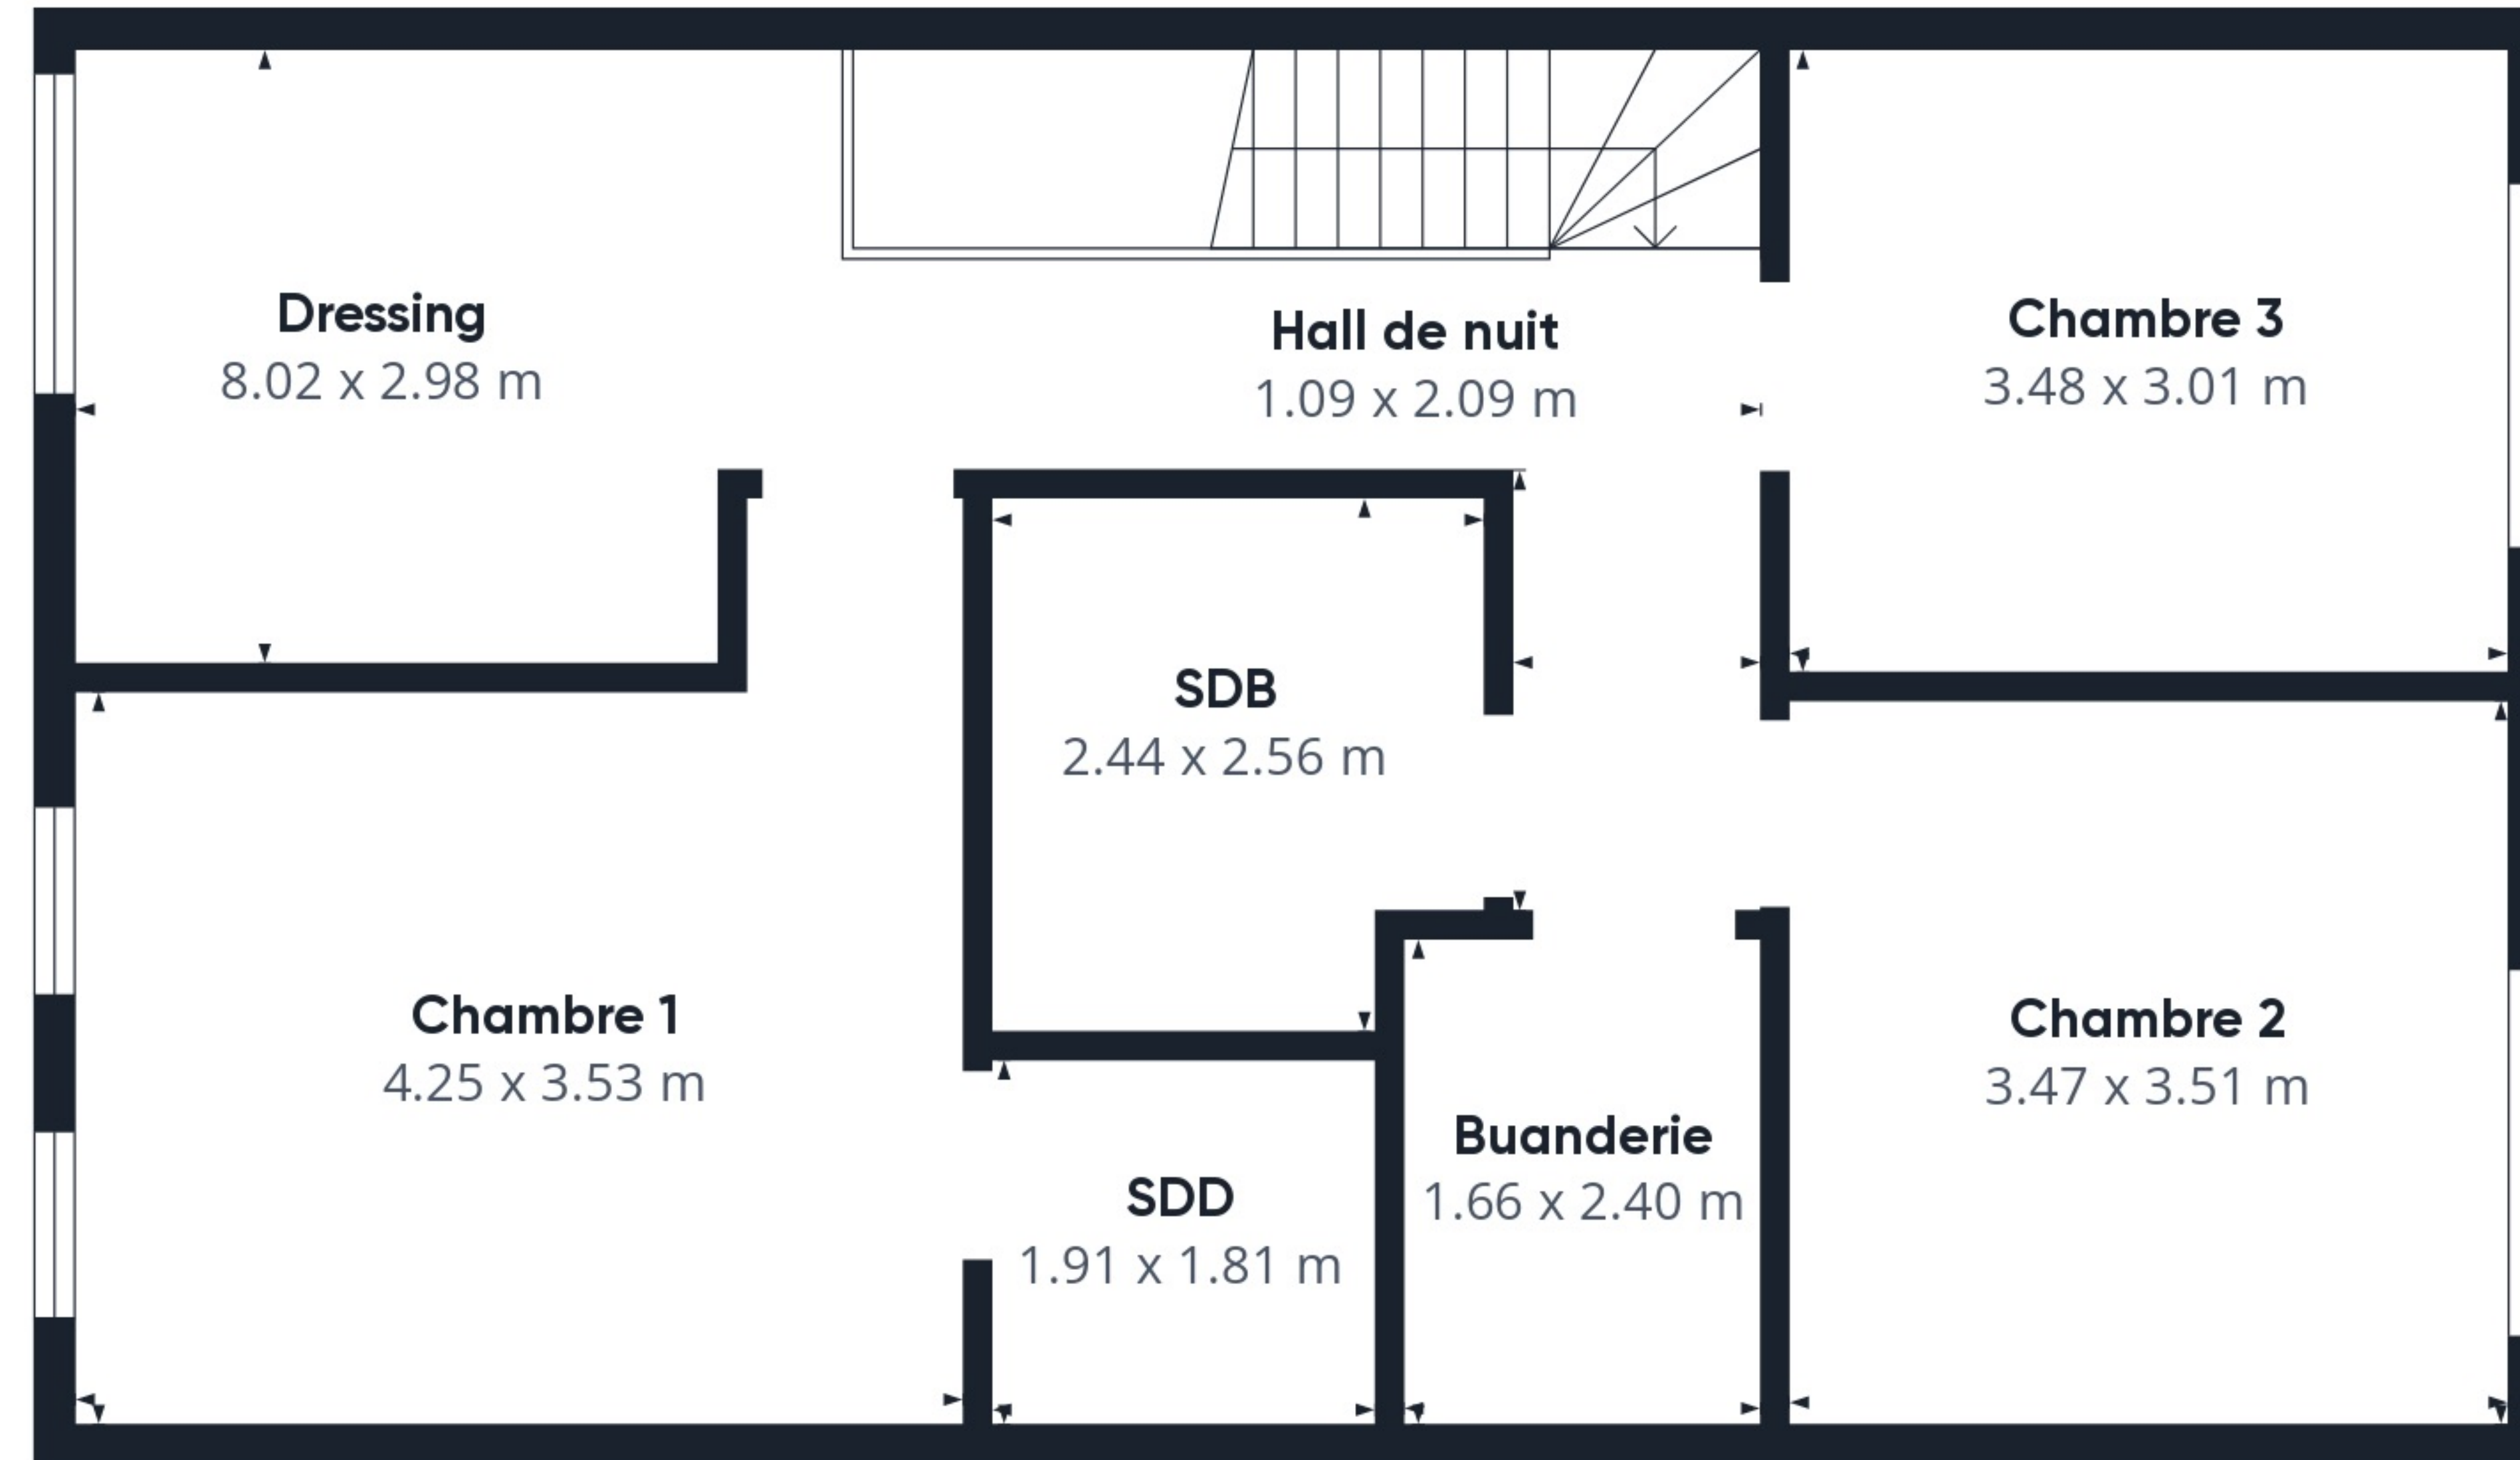 Dressing
8.02 x 2.98 m
Hall de nuit
1.09 x 2.09 m
Chambre 3
3.48 x 3.01 m
SDB
2.44 x 2.56 m
Chambre 1
4.25 x 3.53 m
Chambre 2
3.47 x 3.51 m
Buanderie
1.66 x 2.40 m
SDD
1.91 x 1.81 m